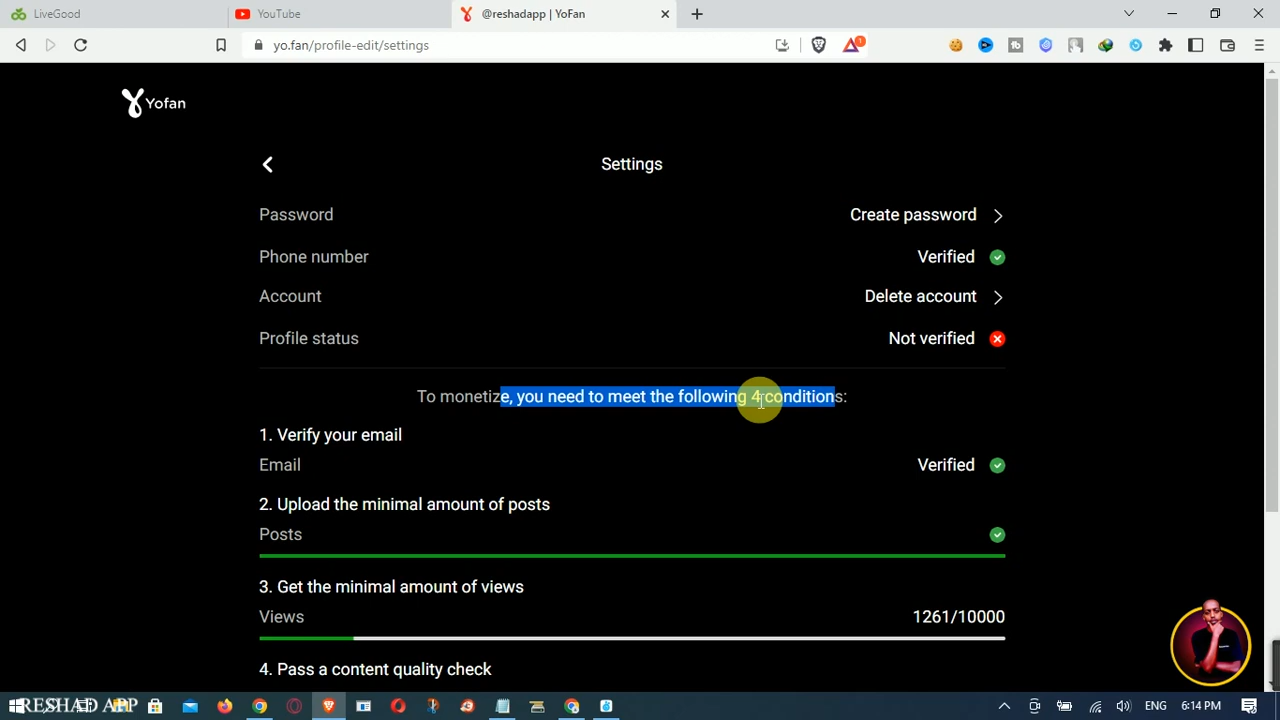 LiveGood
YouTube
@reshadapp | YoFan
yo.fan/profile-edit/settings
1
Yofan
Settings
Password
Create password
Phone number
Verified
Account
Delete account
Profile status
Not verified
To monetize, you need to meet the following 4 conditions:
1. Verify your email
Email
Verified
2. Upload the minimal amount of posts
Posts
3. Get the minimal amount of views
Views
1261/10000
4. Pass a content quality check
RESHAD APP
ENG
6:14 PM